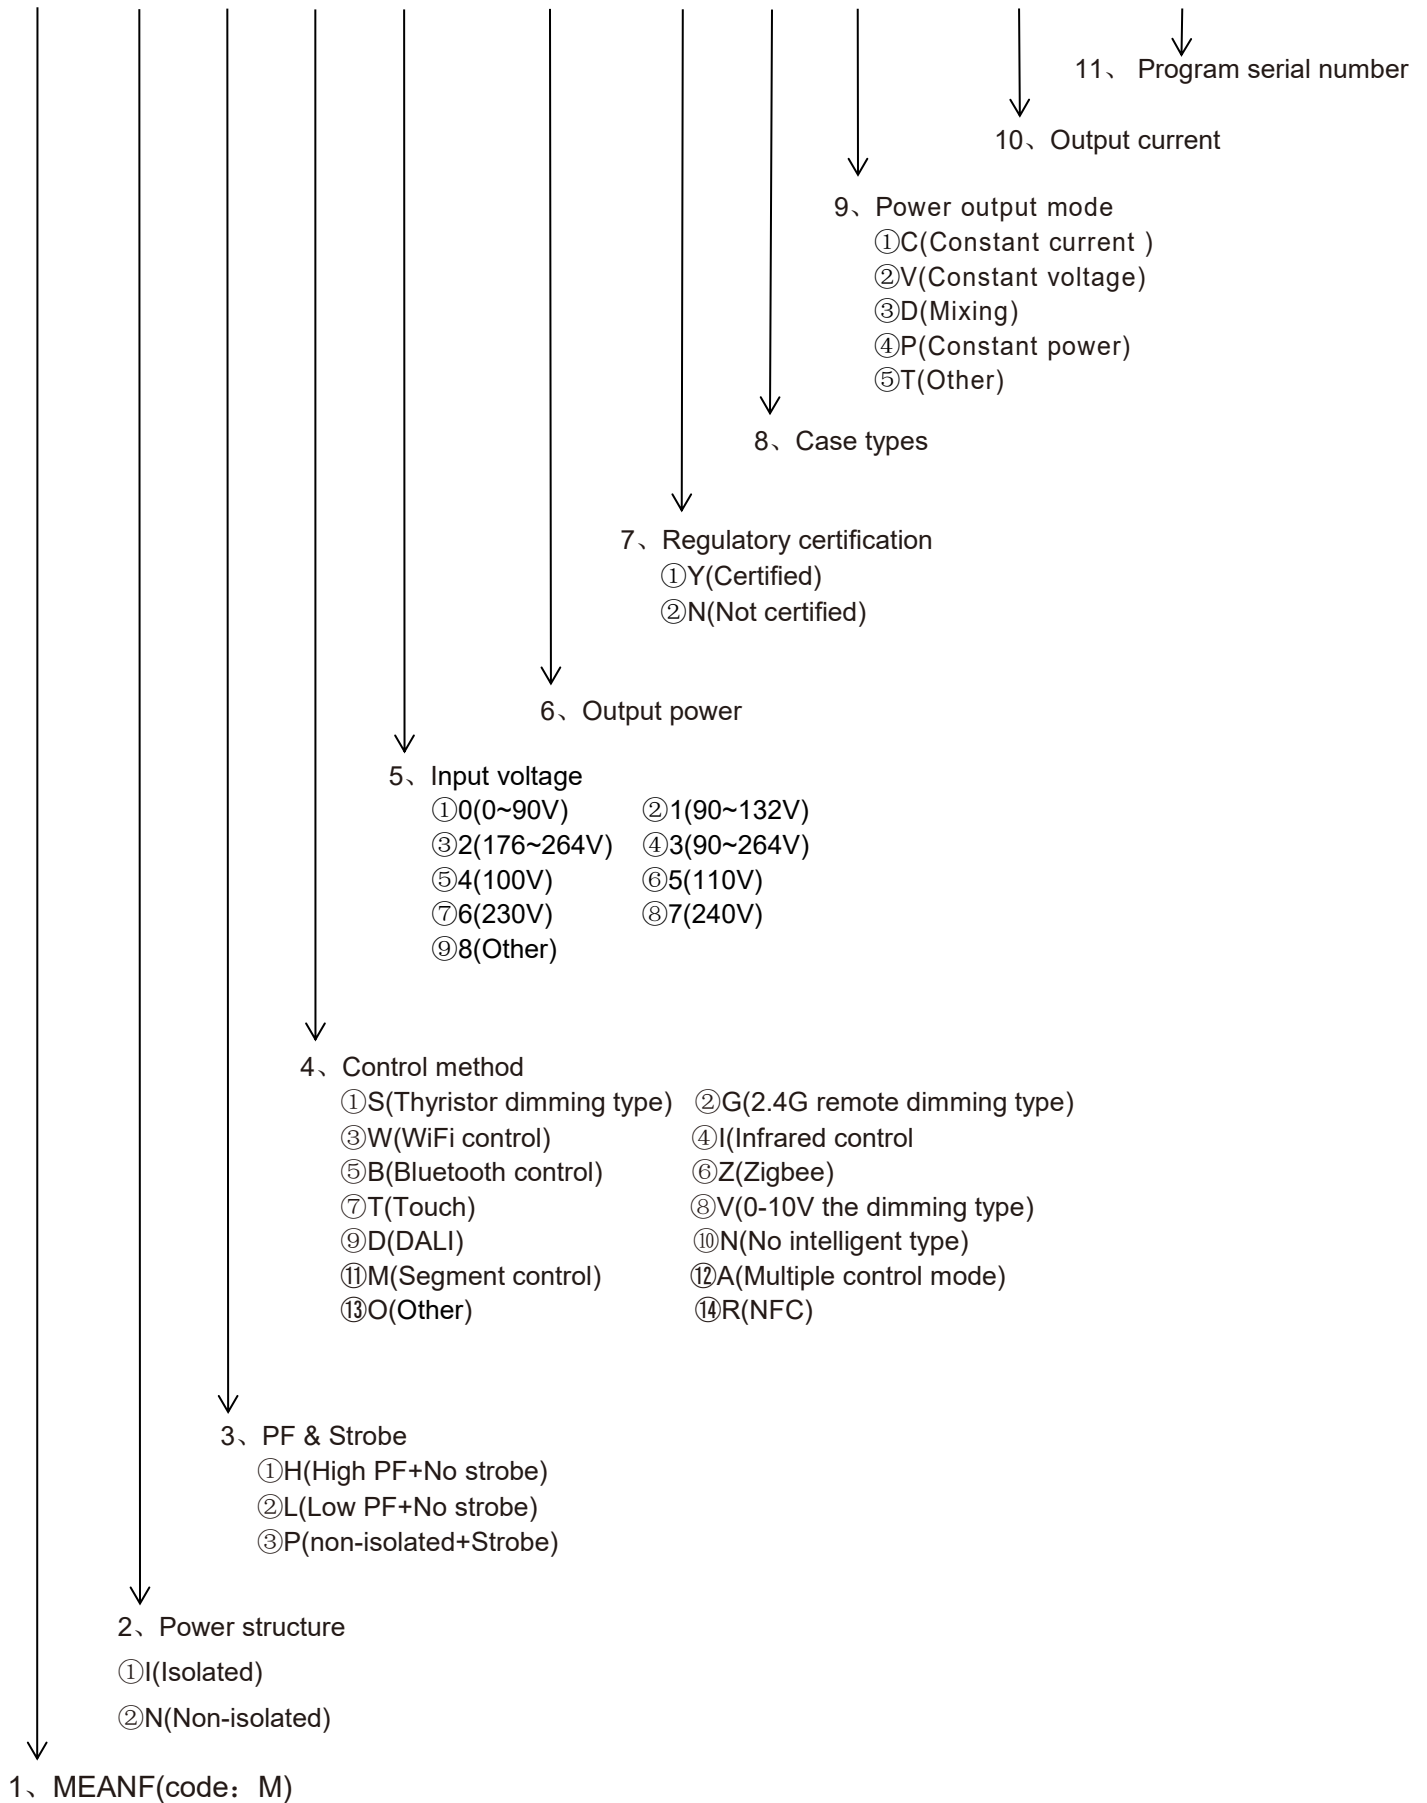 11、 Program serial number
10、Output current
9、Power output mode
①C(Constant current )
②V(Constant voltage)
③D(Mixing)
④P(Constant power)
⑤T(Other)
8、Case types
7、Regulatory certification
①Y(Certified)
②N(Not certified)
6、Output power
5、Input voltage
①0(0~90V) ②1(90~132V)
③2(176~264V) ④3(90~264V)
⑤4(100V) ⑥5(110V)
⑦6(230V) ⑧7(240V)
⑨8(Other)
4、Control method
①S(Thyristor dimming type) ②G(2.4G remote dimming type)
③W(WiFi control) ④I(Infrared control
⑤B(Bluetooth control) ⑥Z(Zigbee)
⑦T(Touch) ⑧V(0-10V the dimming type)
⑨D(DALI) ⑩N(No intelligent type)
⑪M(Segment control) ⑫A(Multiple control mode)
⑬O(Other) ⑭R(NFC)
3、PF & Strobe
①H(High PF+No strobe)
②L(Low PF+No strobe)
③P(non-isolated+Strobe)
2、Power structure
①I(Isolated)
②N(Non-isolated)
1、MEANF(code：M)